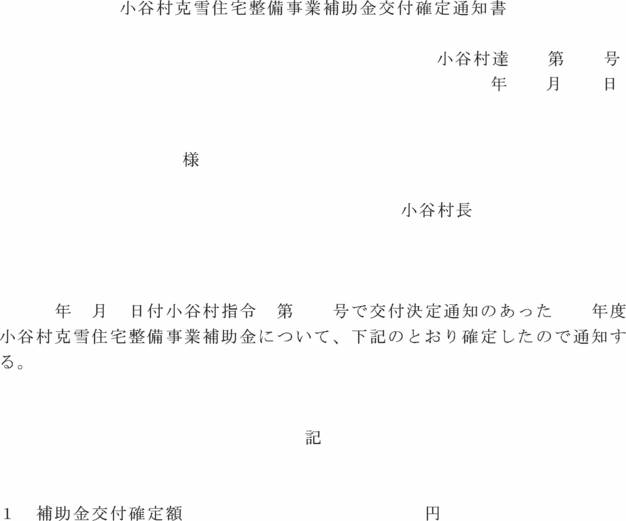 小谷村克雪住宅整備事業補助金交付確定通知書
小谷村達　　第　　号
年　　月　　日
様
小谷村長
年　月　日付小谷村指令　第　　号で交付決定通知のあった　　年度
小谷村克雪住宅整備事業補助金について、下記のとおり確定したので通知す
る。
記
１　補助金交付確定額　　　　　　　　　　　　　円